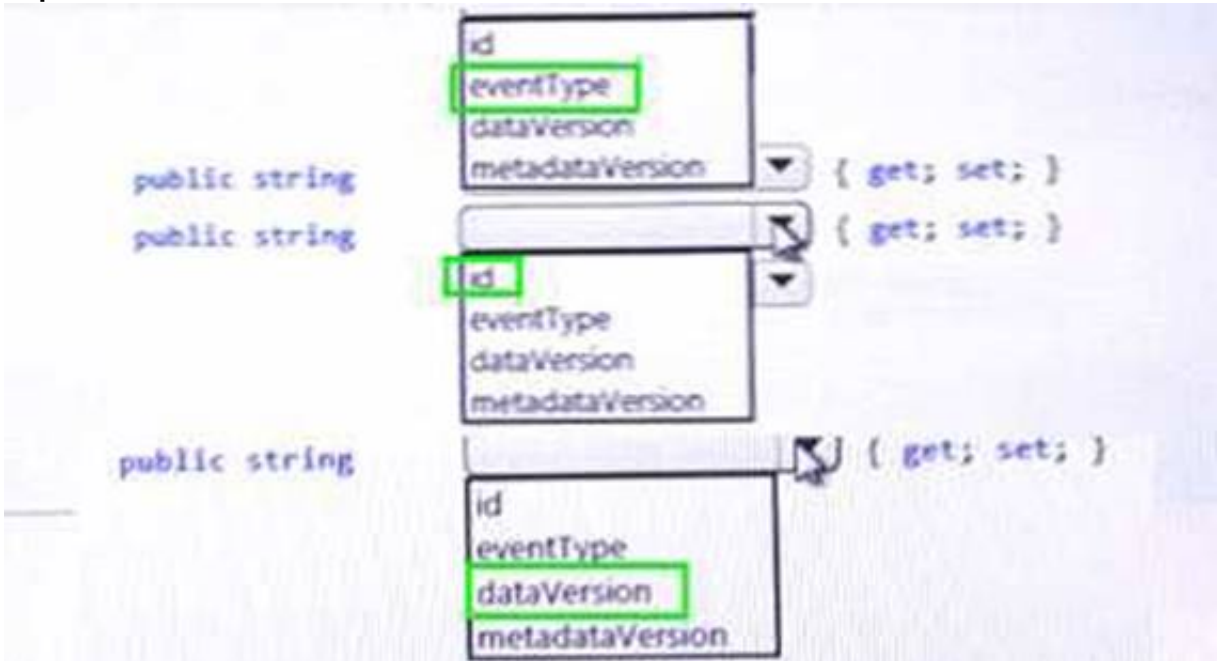 id
eventType
dataVersion
public string metadataVersion { get; set; }
public string { get; set; }
id
eventType
dataVersion
metadataVersion
public string { get; set; }
id
eventType
dataVersion
metadataVersion